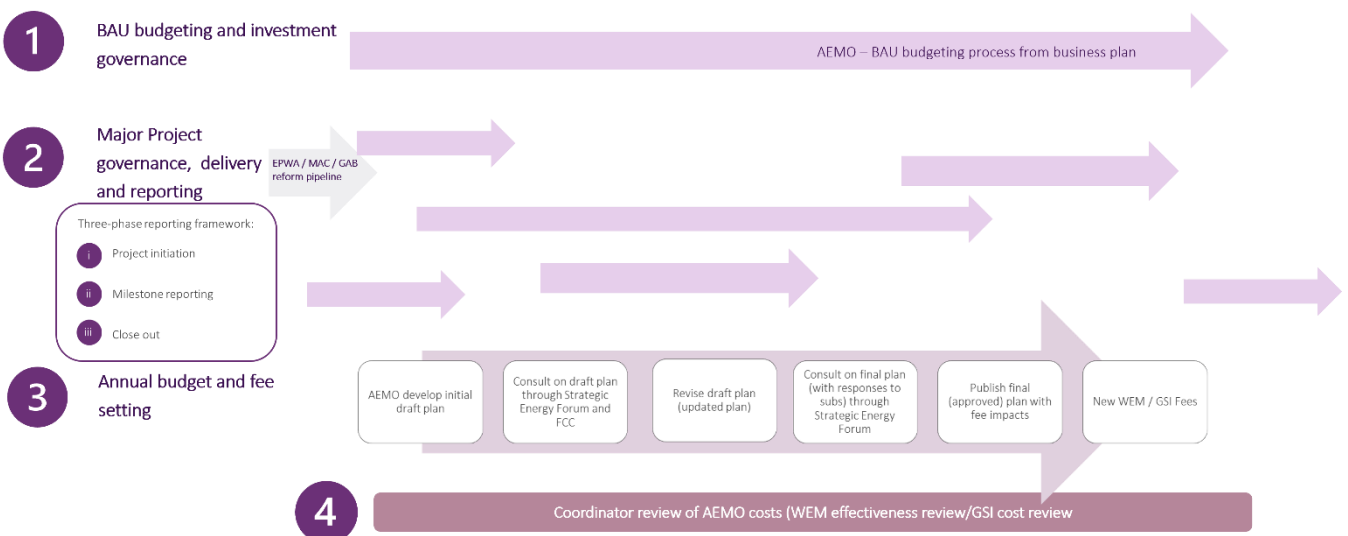 1
BAU budgeting and investment
governance
AEMO – BAU budgeting process from business plan
2
Major Project
governance, delivery
and reporting
EPWA / MAC / GAB
reform pipeline
Three-phase reporting framework:
i
Project initiation
ii
Milestone reporting
iii
Close out
3
Annual budget and fee
setting
AEMO develop initial
draft plan
Consult on draft plan
through Strategic
Energy Forum and
FCC
Revise draft plan
(updated plan)
Consult on final plan
(with responses to
subs) through
Strategic Energy
Forum
Publish final
(approved) plan with
fee impacts
New WEM / GSI Fees
4
Coordinator review of AEMO costs (WEM effectiveness review/GSI cost review